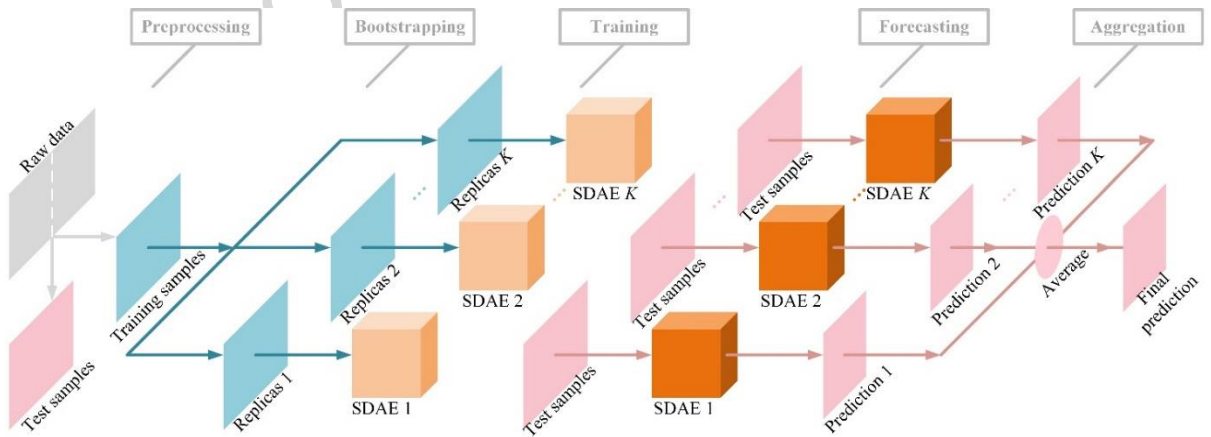 Preprocessing
Bootstrapping
Training
Forecasting
Aggregation
Raw data
Training samples
Test samples
Replicas K
Replicas 2
Replicas 1
SDAE K
SDAE 2
SDAE 1
Test samples
Test samples
Test samples
SDAE K
SDAE 2
SDAE 1
Prediction K
Prediction 2
Prediction 1
Average
Final
prediction